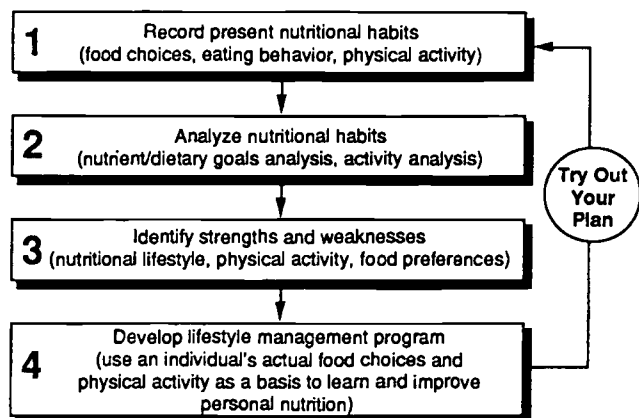 1
Record present nutritional habits
(food choices, eating behavior, physical activity)
2
Analyze nutritional habits
(nutrient/dietary goals analysis, activity analysis)
3
Identify strengths and weaknesses
(nutritional lifestyle, physical activity, food preferences)
4
Develop lifestyle management program
(use an individual's actual food choices and
physical activity as a basis to learn and improve
personal nutrition)
Try Out
Your
Plan